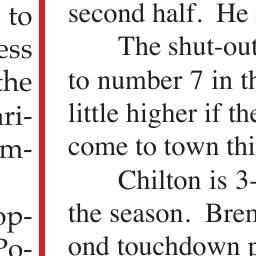 to
ess
the
ari-
m-
op-
Po-
second half.  He
The shut-out
to number 7 in th
little higher if the
come to town thi
Chilton is 3-
the season.  Bren
ond touchdown p